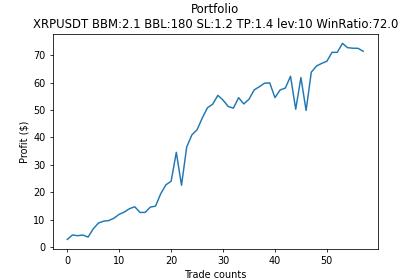 Portfolio
XRPUSDT BBM:2.1 BBL:180 SL:1.2 TP:1.4 lev:10 WinRatio:72.0
70
60
50
40
30
20
10
0
Profit ($)
0 10 20 30 40 50
Trade counts